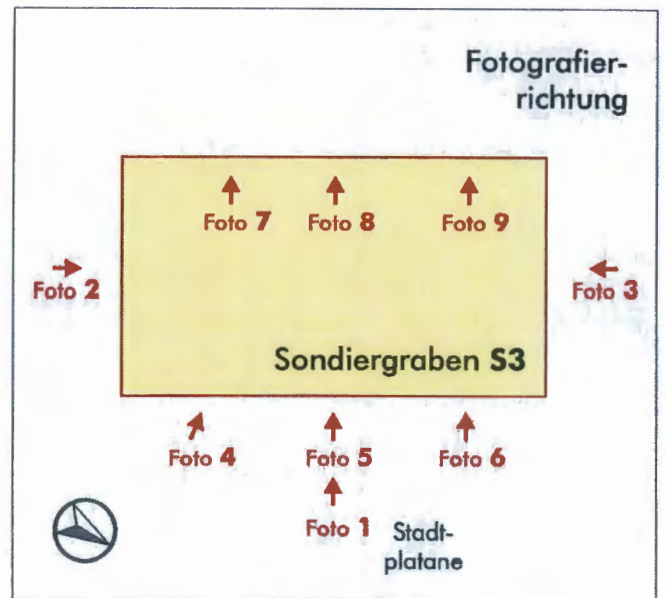 Fotografier-
richtung
Foto 7
Foto 8
Foto 9
Foto 2
Foto 3
Sondiergraben S3
Foto 4
Foto 5
Foto 6
Foto 1
Stadt-
platane